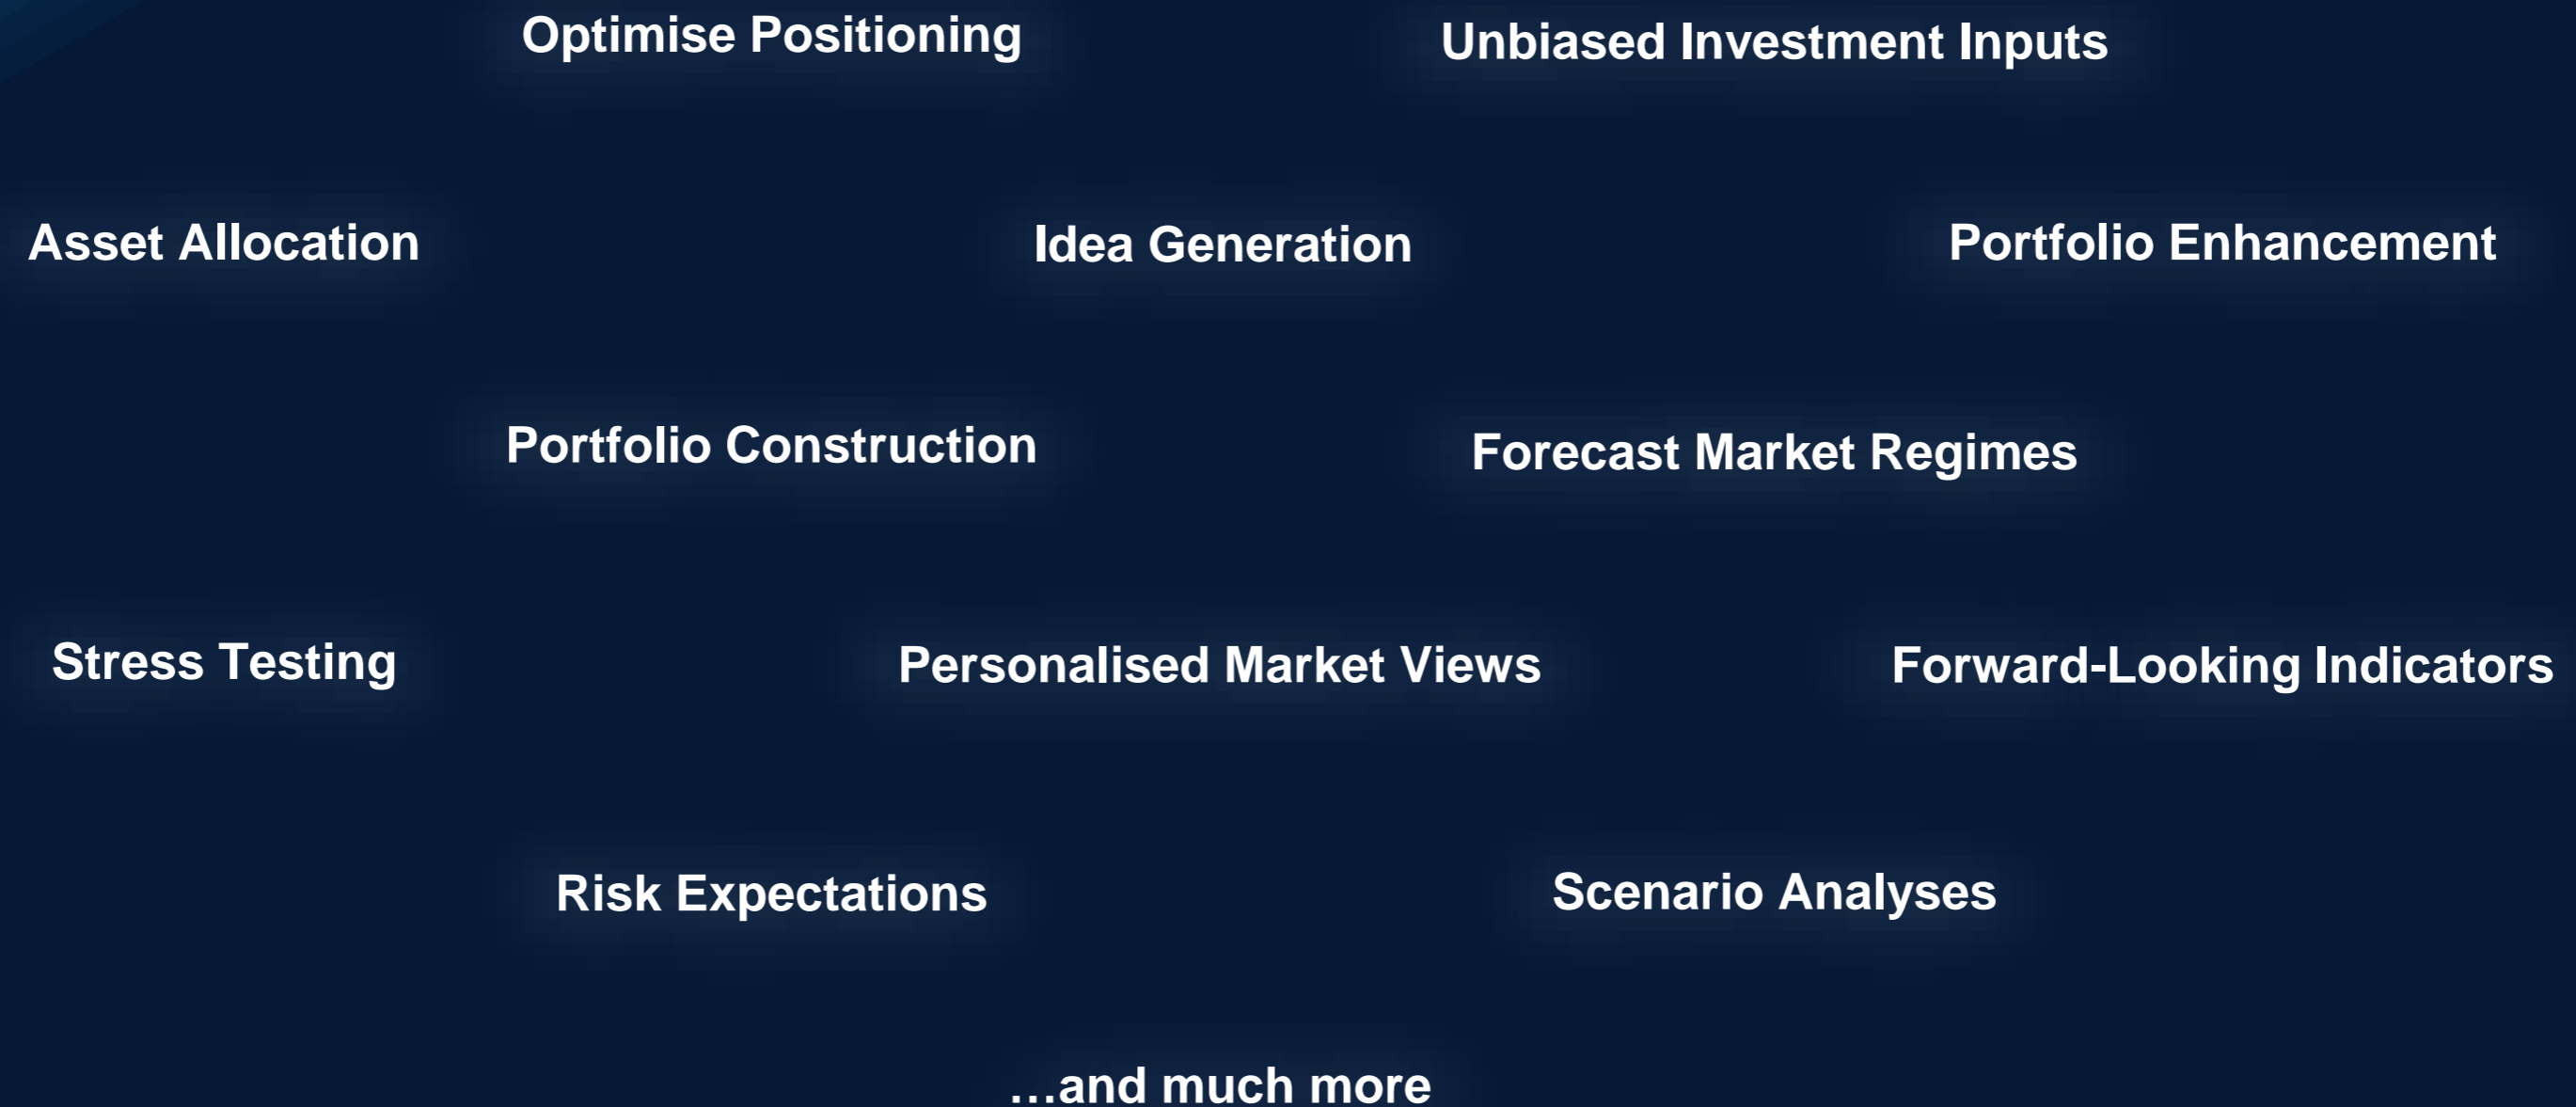 Optimise Positioning
Unbiased Investment Inputs
Asset Allocation
Idea Generation
Portfolio Enhancement
Portfolio Construction
Forecast Market Regimes
Stress Testing
Personalised Market Views
Forward-Looking Indicators
Risk Expectations
Scenario Analyses
…and much more